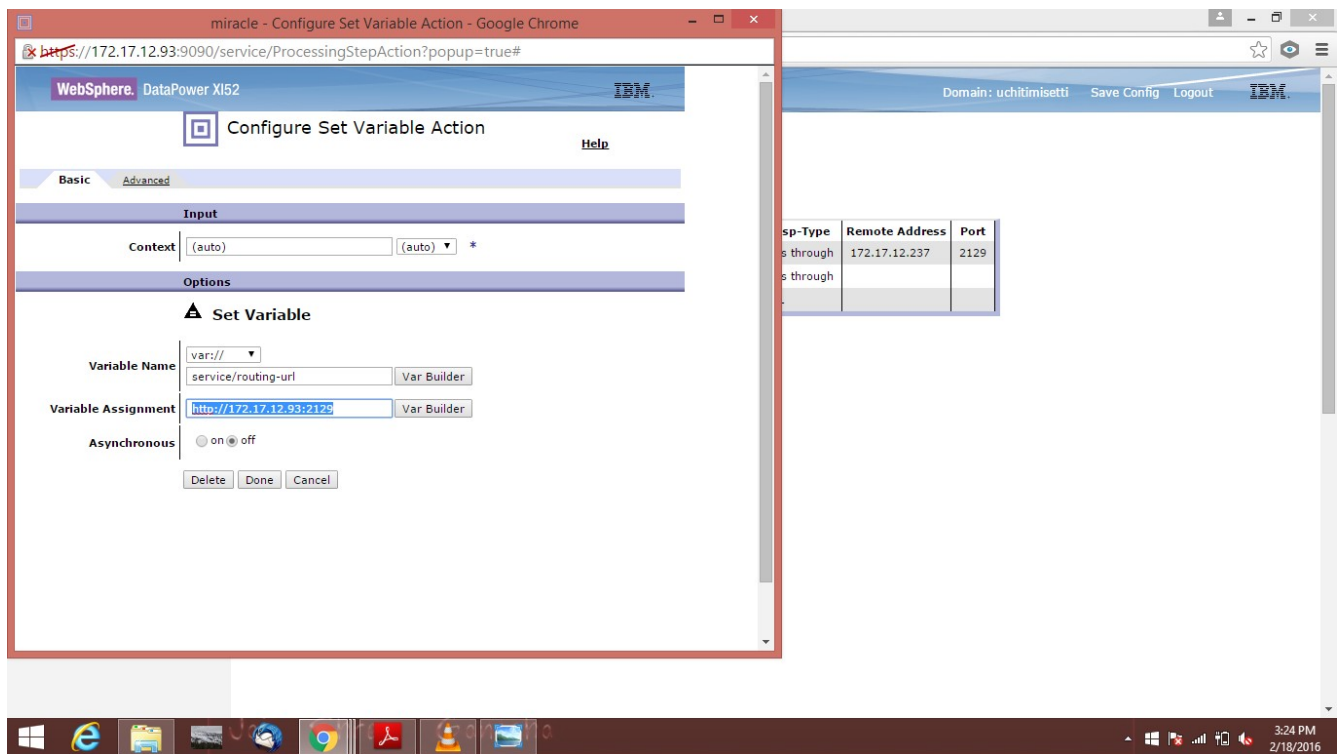 miracle - Configure Set Variable Action - Google Chrome
https://172.17.12.93:9090/service/ProcessingStepAction?popup=true#
WebSphere. DataPower XI52 IBM.
Domain: uchitimisetti Save Config Logout IBM.
Configure Set Variable Action
Help
Basic Advanced
Input
Context (auto) (auto) *
Options
Set Variable
Variable Name var://
service/routing-url Var Builder
Variable Assignment http://172.17.12.93:2129 Var Builder
Asynchronous on off
Delete Done Cancel
sp-Type Remote Address Port
s through 172.17.12.237 2129
s through
3:24 PM
2/18/2016